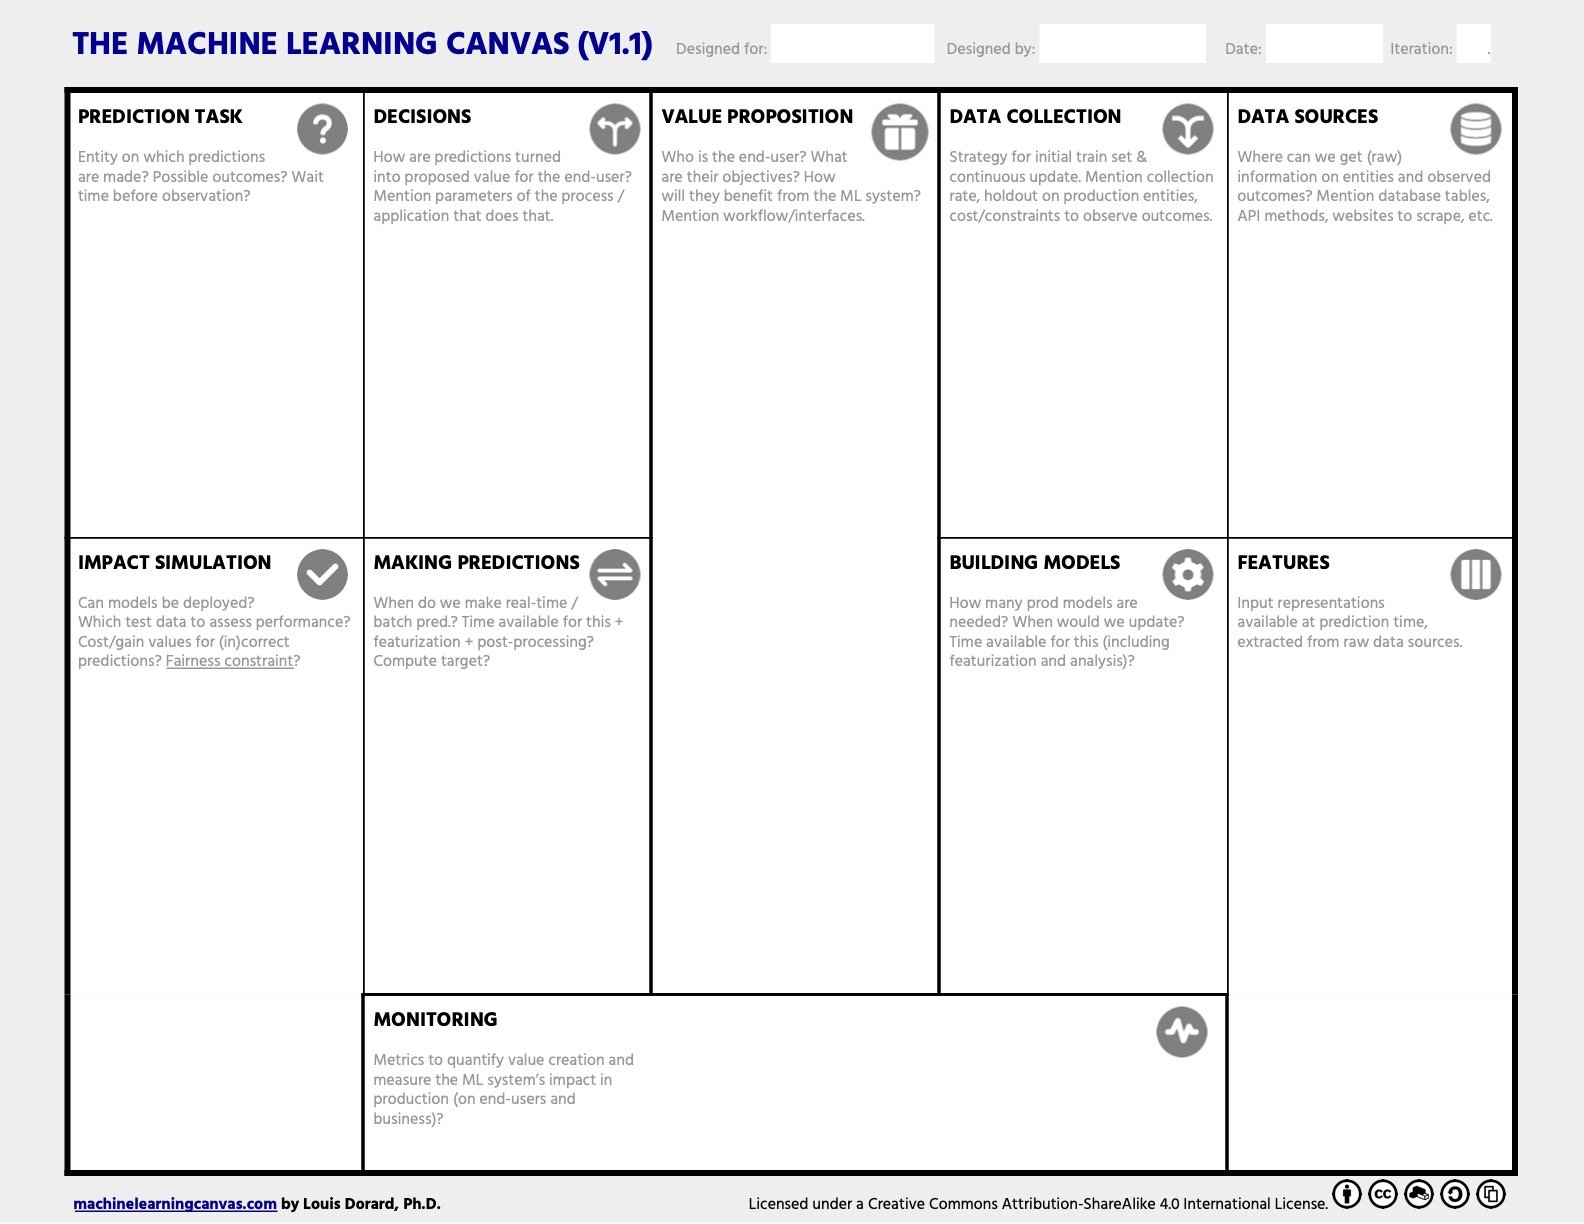 THE MACHINE LEARNING CANVAS (V1.1)
Designed for:
Designed by:
Date:
Iteration: .
PREDICTION TASK
Entity on which predictions
are made? Possible outcomes? Wait
time before observation?
DECISIONS
How are predictions turned
into proposed value for the end-user?
Mention parameters of the process /
application that does that.
VALUE PROPOSITION
Who is the end-user? What
are their objectives? How
will they benefit from the ML system?
Mention workflow/interfaces.
DATA COLLECTION
Strategy for initial train set &
continuous update. Mention collection
rate, holdout on production entities,
cost/constraints to observe outcomes.
DATA SOURCES
Where can we get (raw)
information on entities and observed
outcomes? Mention database tables,
API methods, websites to scrape, etc.
IMPACT SIMULATION
Can models be deployed?
Which test data to assess performance?
Cost/gain values for (in)correct
predictions? Fairness constraint?
MAKING PREDICTIONS
When do we make real-time /
batch pred.? Time available for this +
featurization + post-processing?
Compute target?
BUILDING MODELS
How many prod models are
needed? When would we update?
Time available for this (including
featurization and analysis)?
FEATURES
Input representations
available at prediction time,
extracted from raw data sources.
MONITORING
Metrics to quantify value creation and
measure the ML system's impact in
production (on end-users and
business)?
machinelearningcanvas.com by Louis Dorard, Ph.D.
Licensed under a Creative Commons Attribution-ShareAlike 4.0 International License.